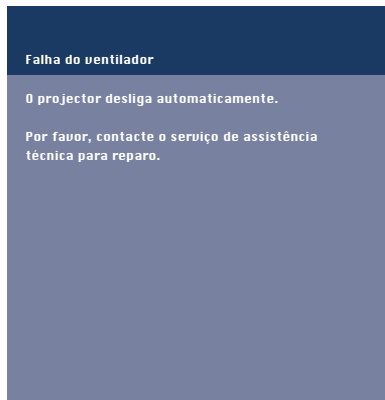 Falha do ventilador
O projector desliga automaticamente.
Por favor, contacte o serviço de assistência
técnica para reparo.